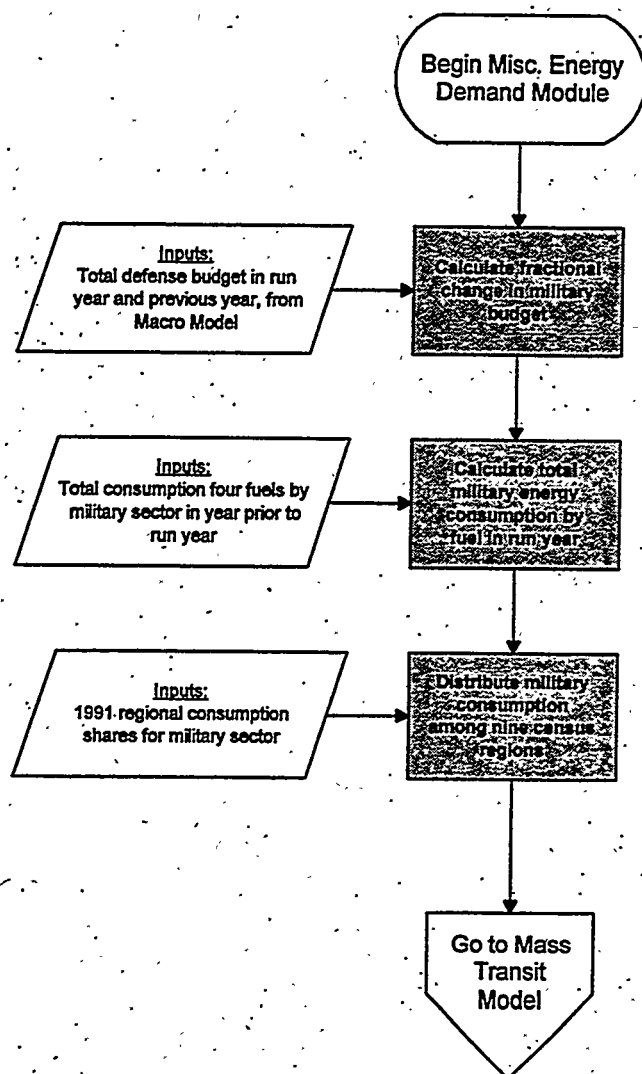 Begin Misc. Energy
Demand Module
Inputs:
Total defense budget in run
year and previous year, from
Macro Model
Calculate fractional
change in military
budget
Inputs:
Total consumption four fuels by
military sector in year prior to
run year
Calculate total
military energy
consumption by
fuel in run year
Inputs:
1991 regional consumption
shares for military sector
Distribute military
consumption
among nine census
regions
Go to Mass
Transit
Model